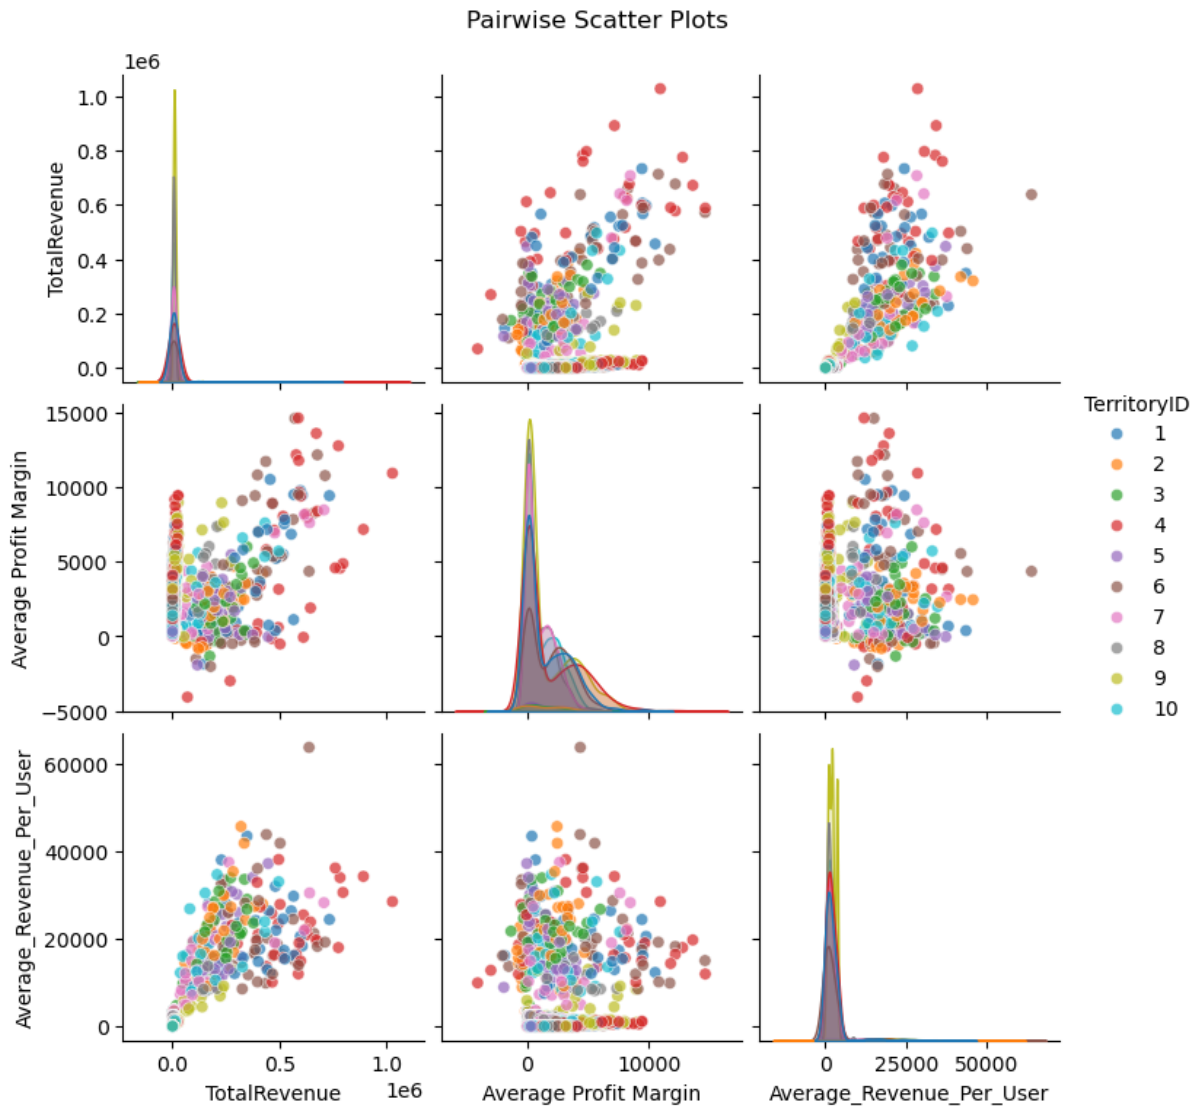 Pairwise Scatter Plots
1e6
1.0
0.8
0.6
0.4
0.2
0.0
TotalRevenue
15000
10000
5000
0
−5000
Average Profit Margin
60000
40000
20000
0
Average_Revenue_Per_User
0.0 0.5 1.0
1e6
TotalRevenue
0 10000
Average Profit Margin
0 25000 50000
Average_Revenue_Per_User
TerritoryID
1
2
3
4
5
6
7
8
9
10